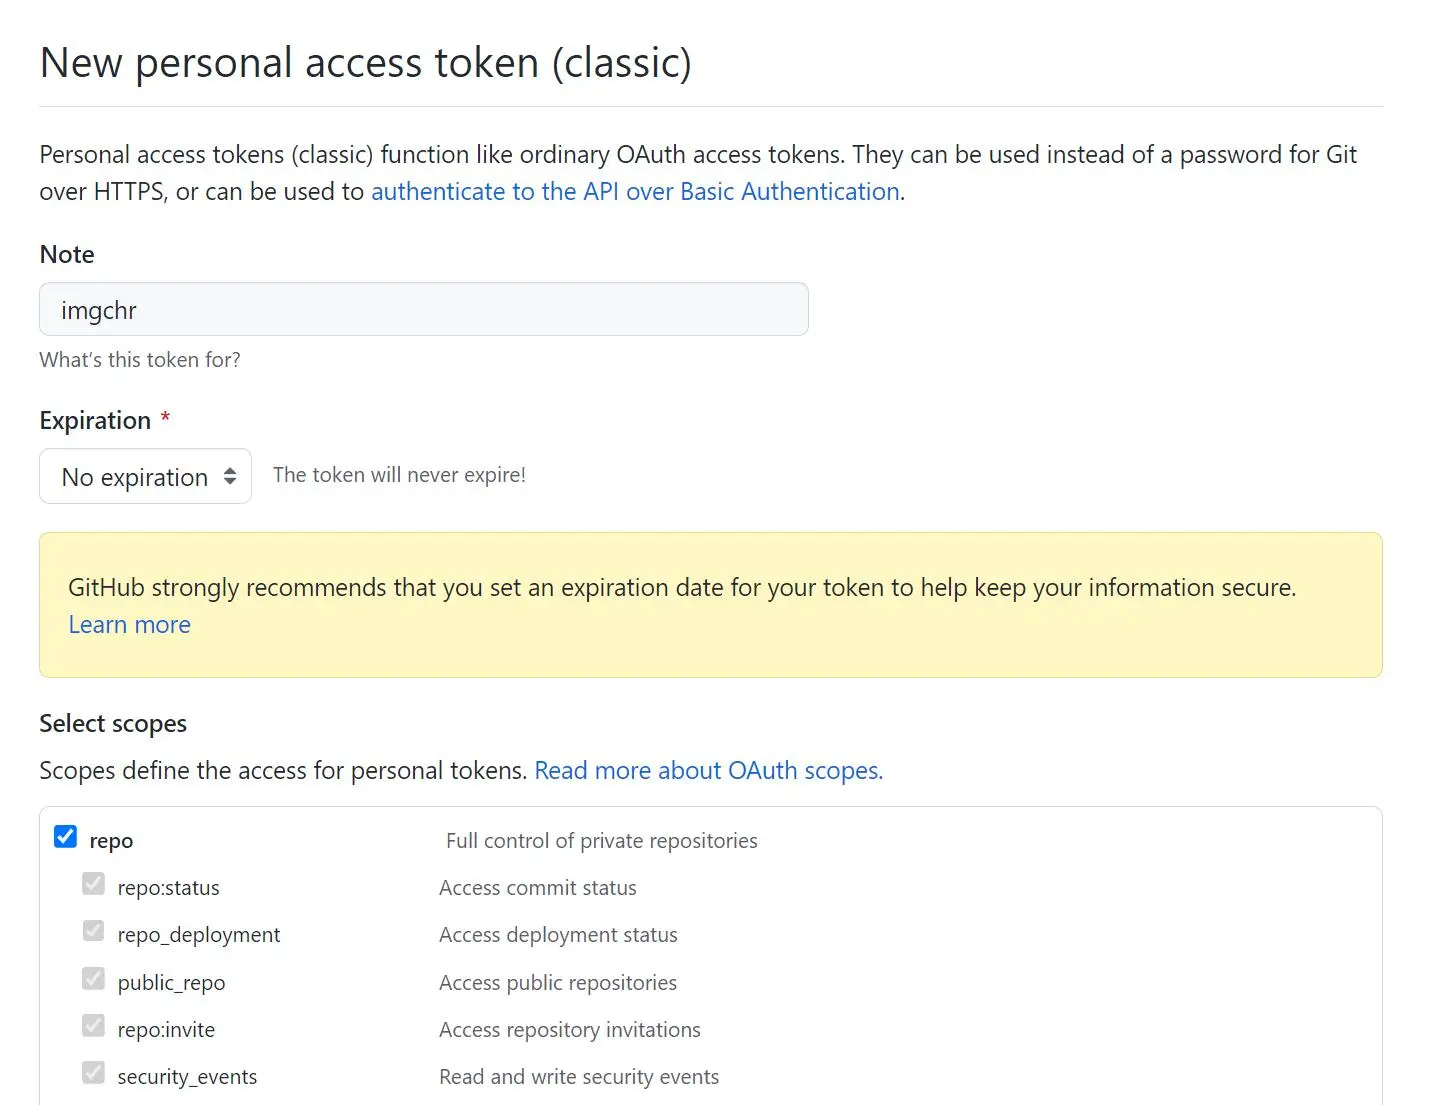 New personal access token (classic)
Personal access tokens (classic) function like ordinary OAuth access tokens. They can be used instead of a password for Git
over HTTPS, or can be used to authenticate to the API over Basic Authentication.
Note
imgchr
What's this token for?
Expiration *
No expiration The token will never expire!
GitHub strongly recommends that you set an expiration date for your token to help keep your information secure.
Learn more
Select scopes
Scopes define the access for personal tokens. Read more about OAuth scopes.
repo Full control of private repositories
repo:status Access commit status
repo_deployment Access deployment status
public_repo Access public repositories
repo:invite Access repository invitations
security_events Read and write security events